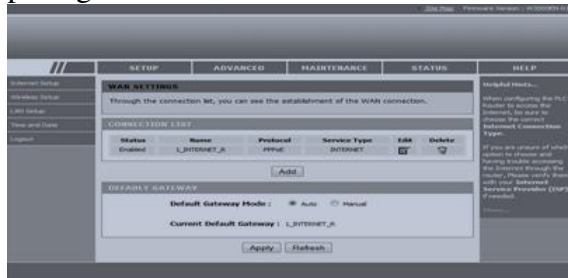 Site Map Firmware Version :
SETUP ADVANCED MAINTENANCE STATUS HELP
Internet Setup
Wireless Setup
LAN Setup
Time and Date
Logout
WAN SETTINGS
Through the connection let, you can see the establishment of the WAN connection.
CONNECTION LIST
Status Name Protocol Service Type Edit Delete
Enabled 1_INTERNET_R PPPoE INTERNET
Add
DEFAULT GATEWAY
Default Gateway Mode : Auto Manual
Current Default Gateway : 1_INTERNET_R
Apply Refresh
Helpful Hints...
When configuring the PLC
Router to access the
Internet, be sure to
choose the correct
Internet Connection
Type.
If you are unsure of which
option to choose and
having trouble accessing
the Internet through the
router, Please verify them
with your Internet
Service Provider (ISP)
if needed.
More...